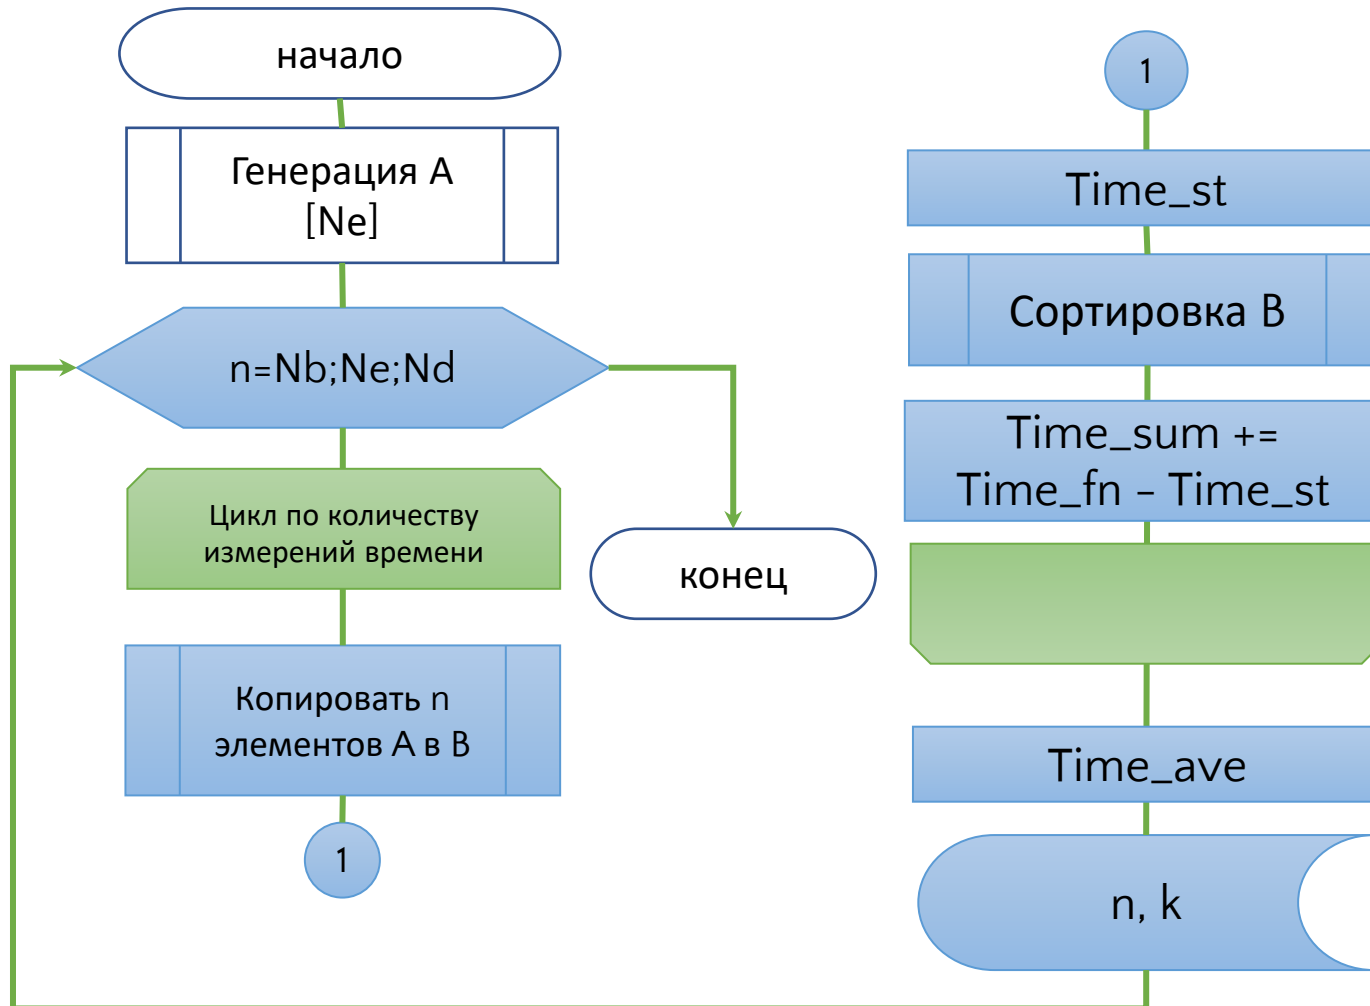 начало
Генерация А
[Ne]
n=Nb;Ne;Nd
Цикл по количеству
измерений времени
Копировать n
элементов А в В
1
конец
1
Time_st
Сортировка В
Time_sum +=
Time_fn – Time_st
Time_ave
n, k